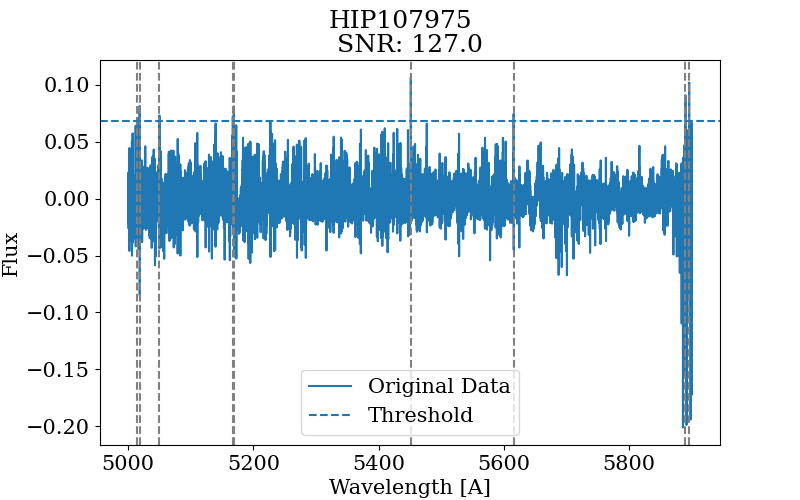 HIP107975
SNR: 127.0
Flux
0.10
0.05
0.00
−0.05
−0.10
−0.15
−0.20
Original Data
Threshold
5000 5200 5400 5600 5800
Wavelength [A]